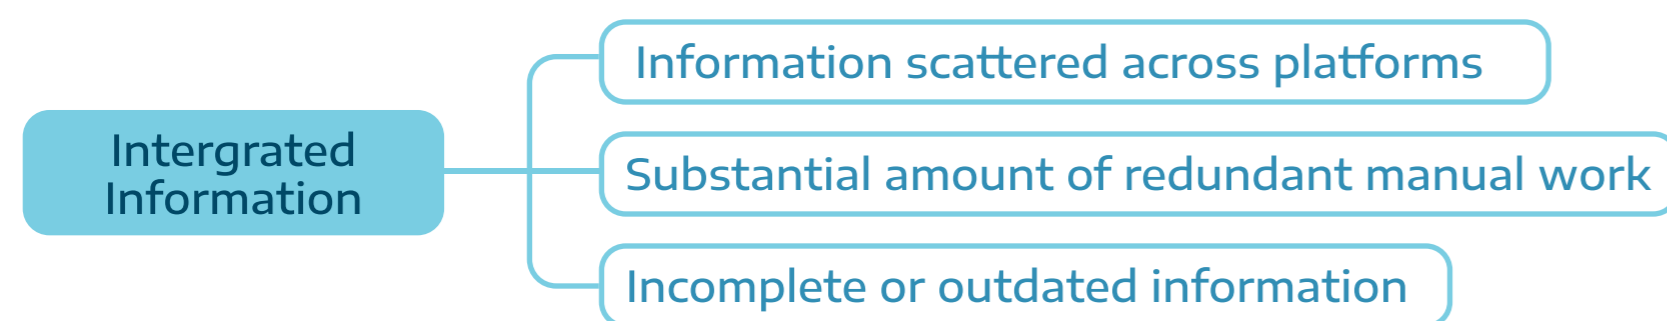 Intergrated
Information
Information scattered across platforms
Substantial amount of redundant manual work
Incomplete or outdated information